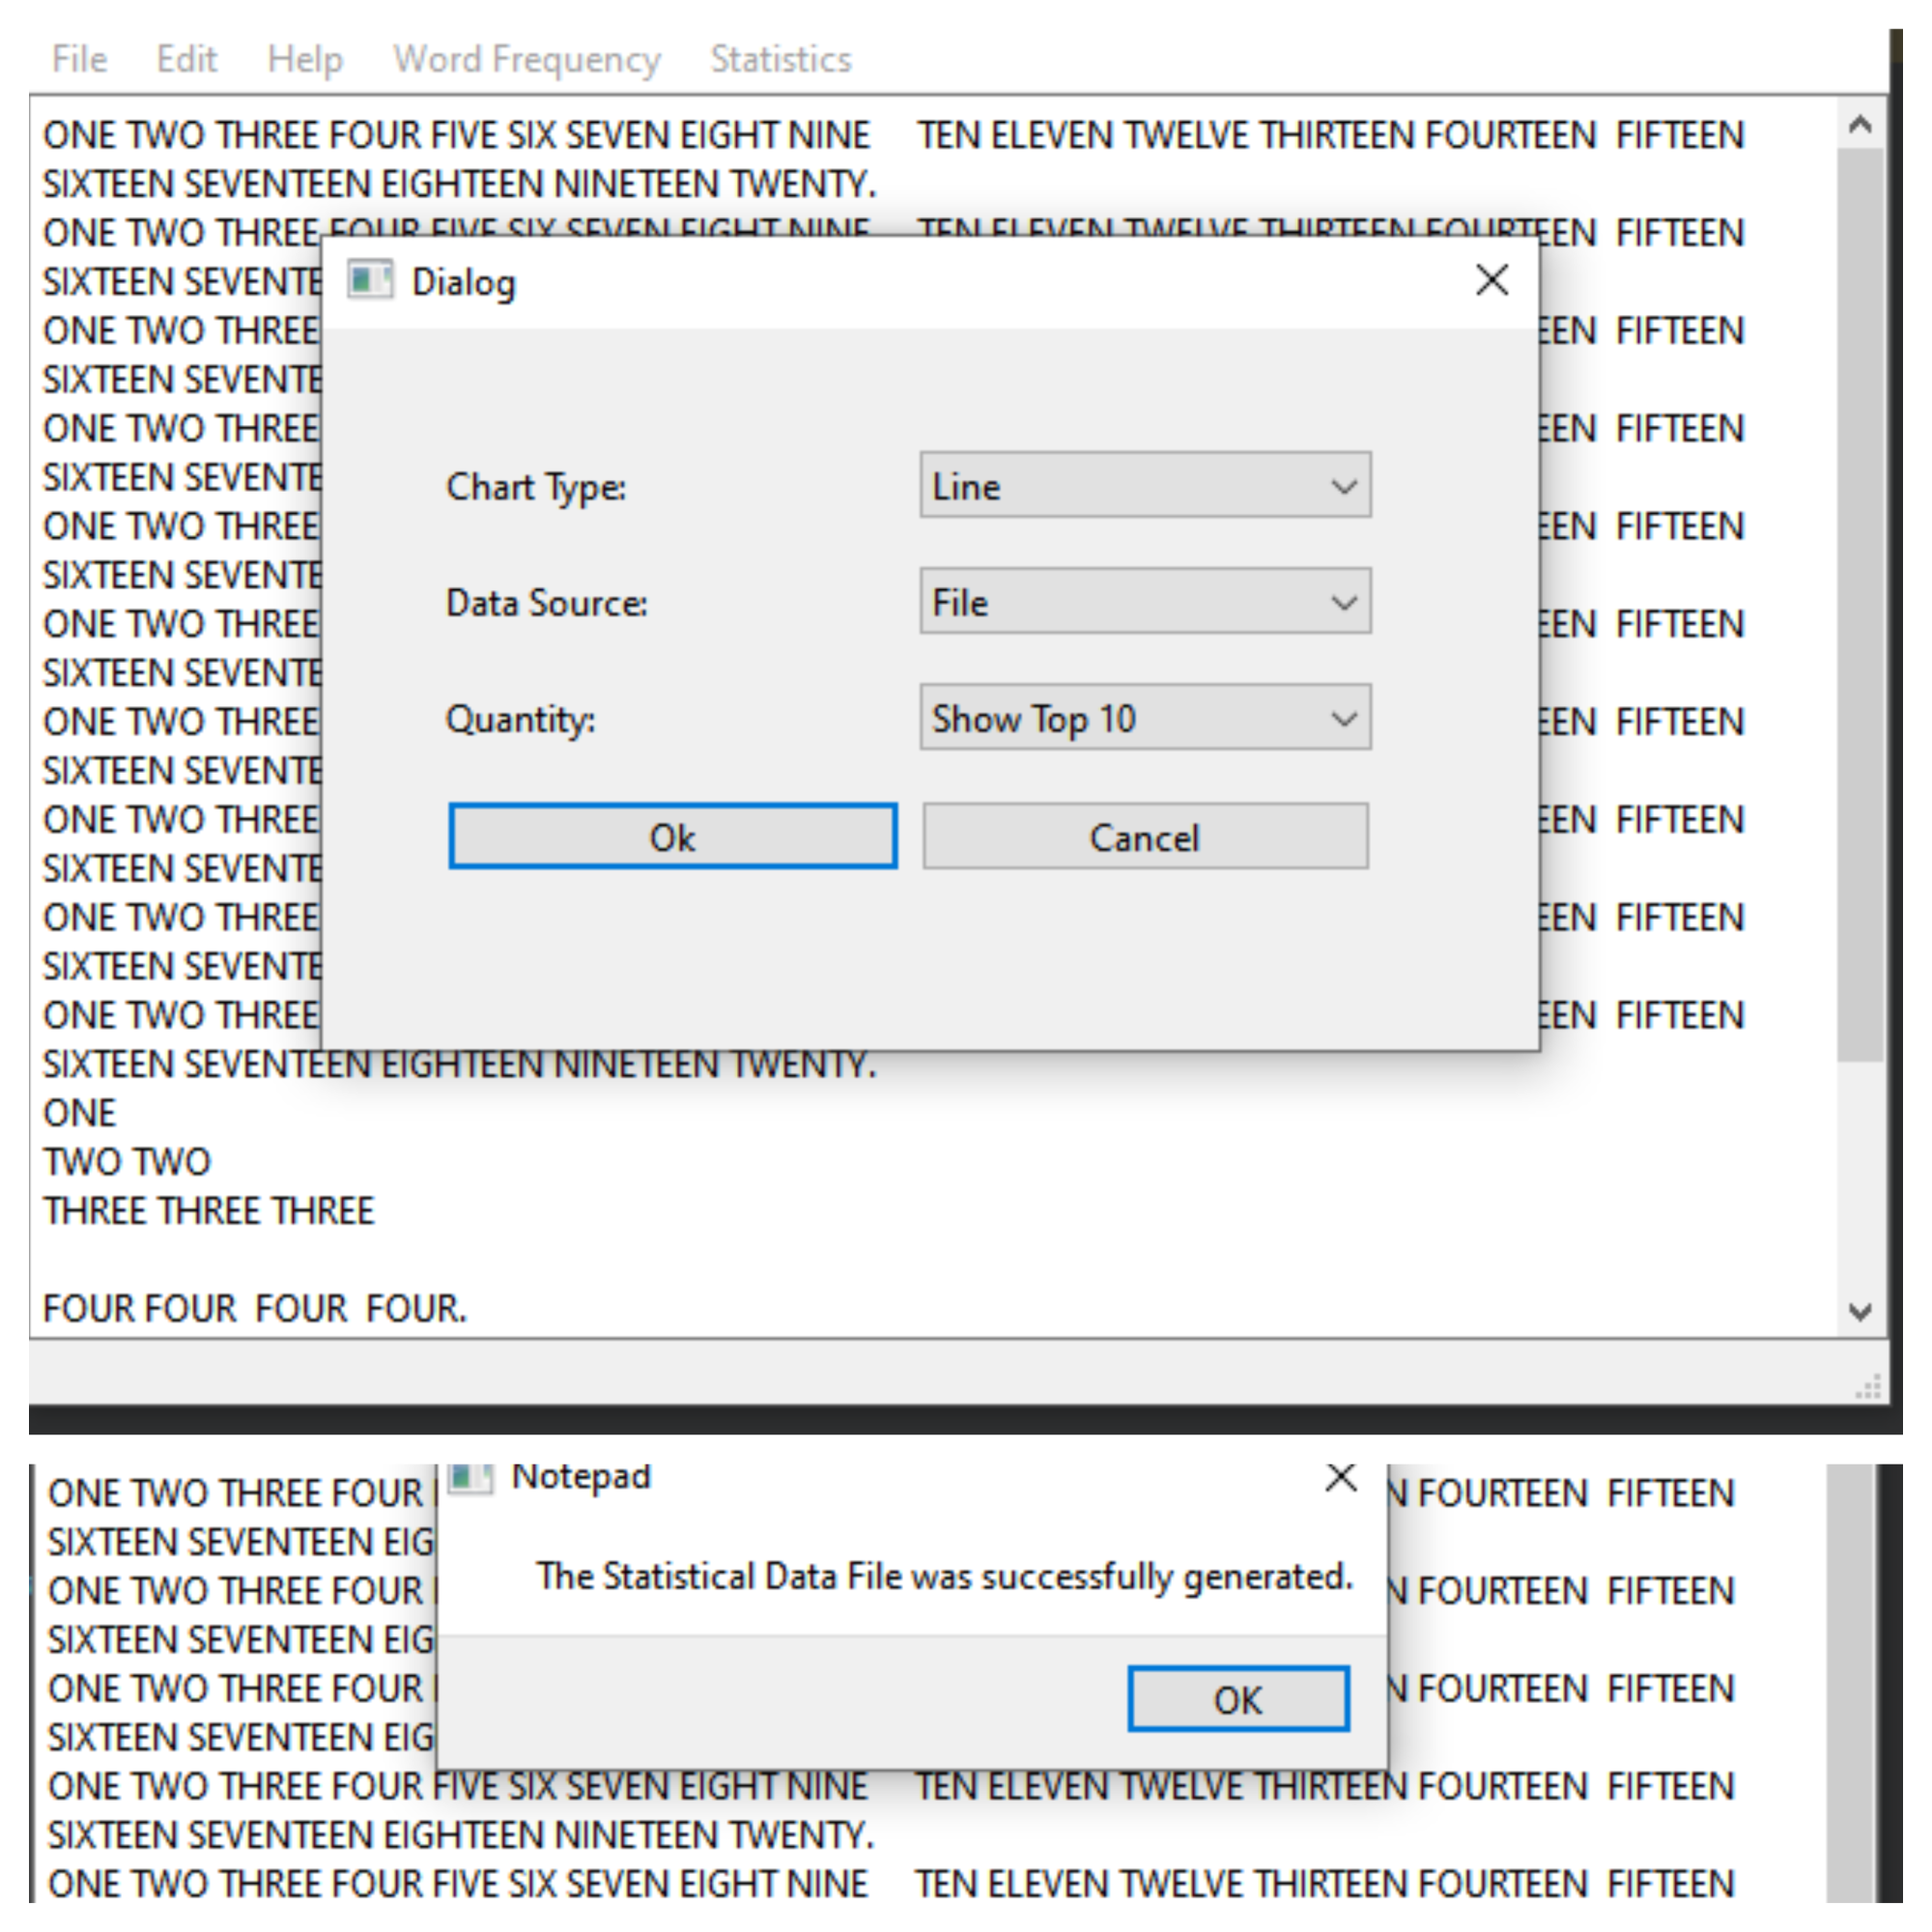 File Edit Help Word Frequency Statistics
ONE TWO THREE FOUR FIVE SIX SEVEN EIGHT NINE TEN ELEVEN TWELVE THIRTEEN FOURTEEN FIFTEEN
SIXTEEN SEVENTEEN EIGHTEEN NINETEEN TWENTY.
ONE TWO THREE FOUR FIVE SIX SEVEN EIGHT NINE TEN ELEVEN TWELVE THIRTEEN FOURTEEN FIFTEEN
SIXTEEN SEVENTE
Dialog
ONE TWO THREE EEN FIFTEEN
SIXTEEN SEVENTE
ONE TWO THREE EEN FIFTEEN
SIXTEEN SEVENTE
Chart Type: Line
ONE TWO THREE EEN FIFTEEN
SIXTEEN SEVENTE
Data Source: File
ONE TWO THREE EEN FIFTEEN
SIXTEEN SEVENTE
ONE TWO THREE EEN FIFTEEN
Quantity: Show Top 10
SIXTEEN SEVENTE
ONE TWO THREE EEN FIFTEEN
Ok Cancel
SIXTEEN SEVENTE
ONE TWO THREE EEN FIFTEEN
SIXTEEN SEVENTE
ONE TWO THREE EEN FIFTEEN
SIXTEEN SEVENTEEN EIGHTEEN NINETEEN TWENTY.
ONE
TWO TWO
THREE THREE THREE
FOUR FOUR FOUR FOUR.
Notepad
ONE TWO THREE FOUR N FOURTEEN FIFTEEN
SIXTEEN SEVENTEEN EIG
The Statistical Data File was successfully generated.
ONE TWO THREE FOUR N FOURTEEN FIFTEEN
SIXTEEN SEVENTEEN EIG
ONE TWO THREE FOUR N FOURTEEN FIFTEEN
OK
SIXTEEN SEVENTEEN EIG
ONE TWO THREE FOUR FIVE SIX SEVEN EIGHT NINE TEN ELEVEN TWELVE THIRTEEN FOURTEEN FIFTEEN
SIXTEEN SEVENTEEN EIGHTEEN NINETEEN TWENTY.
ONE TWO THREE FOUR FIVE SIX SEVEN EIGHT NINE TEN ELEVEN TWELVE THIRTEEN FOURTEEN FIFTEEN